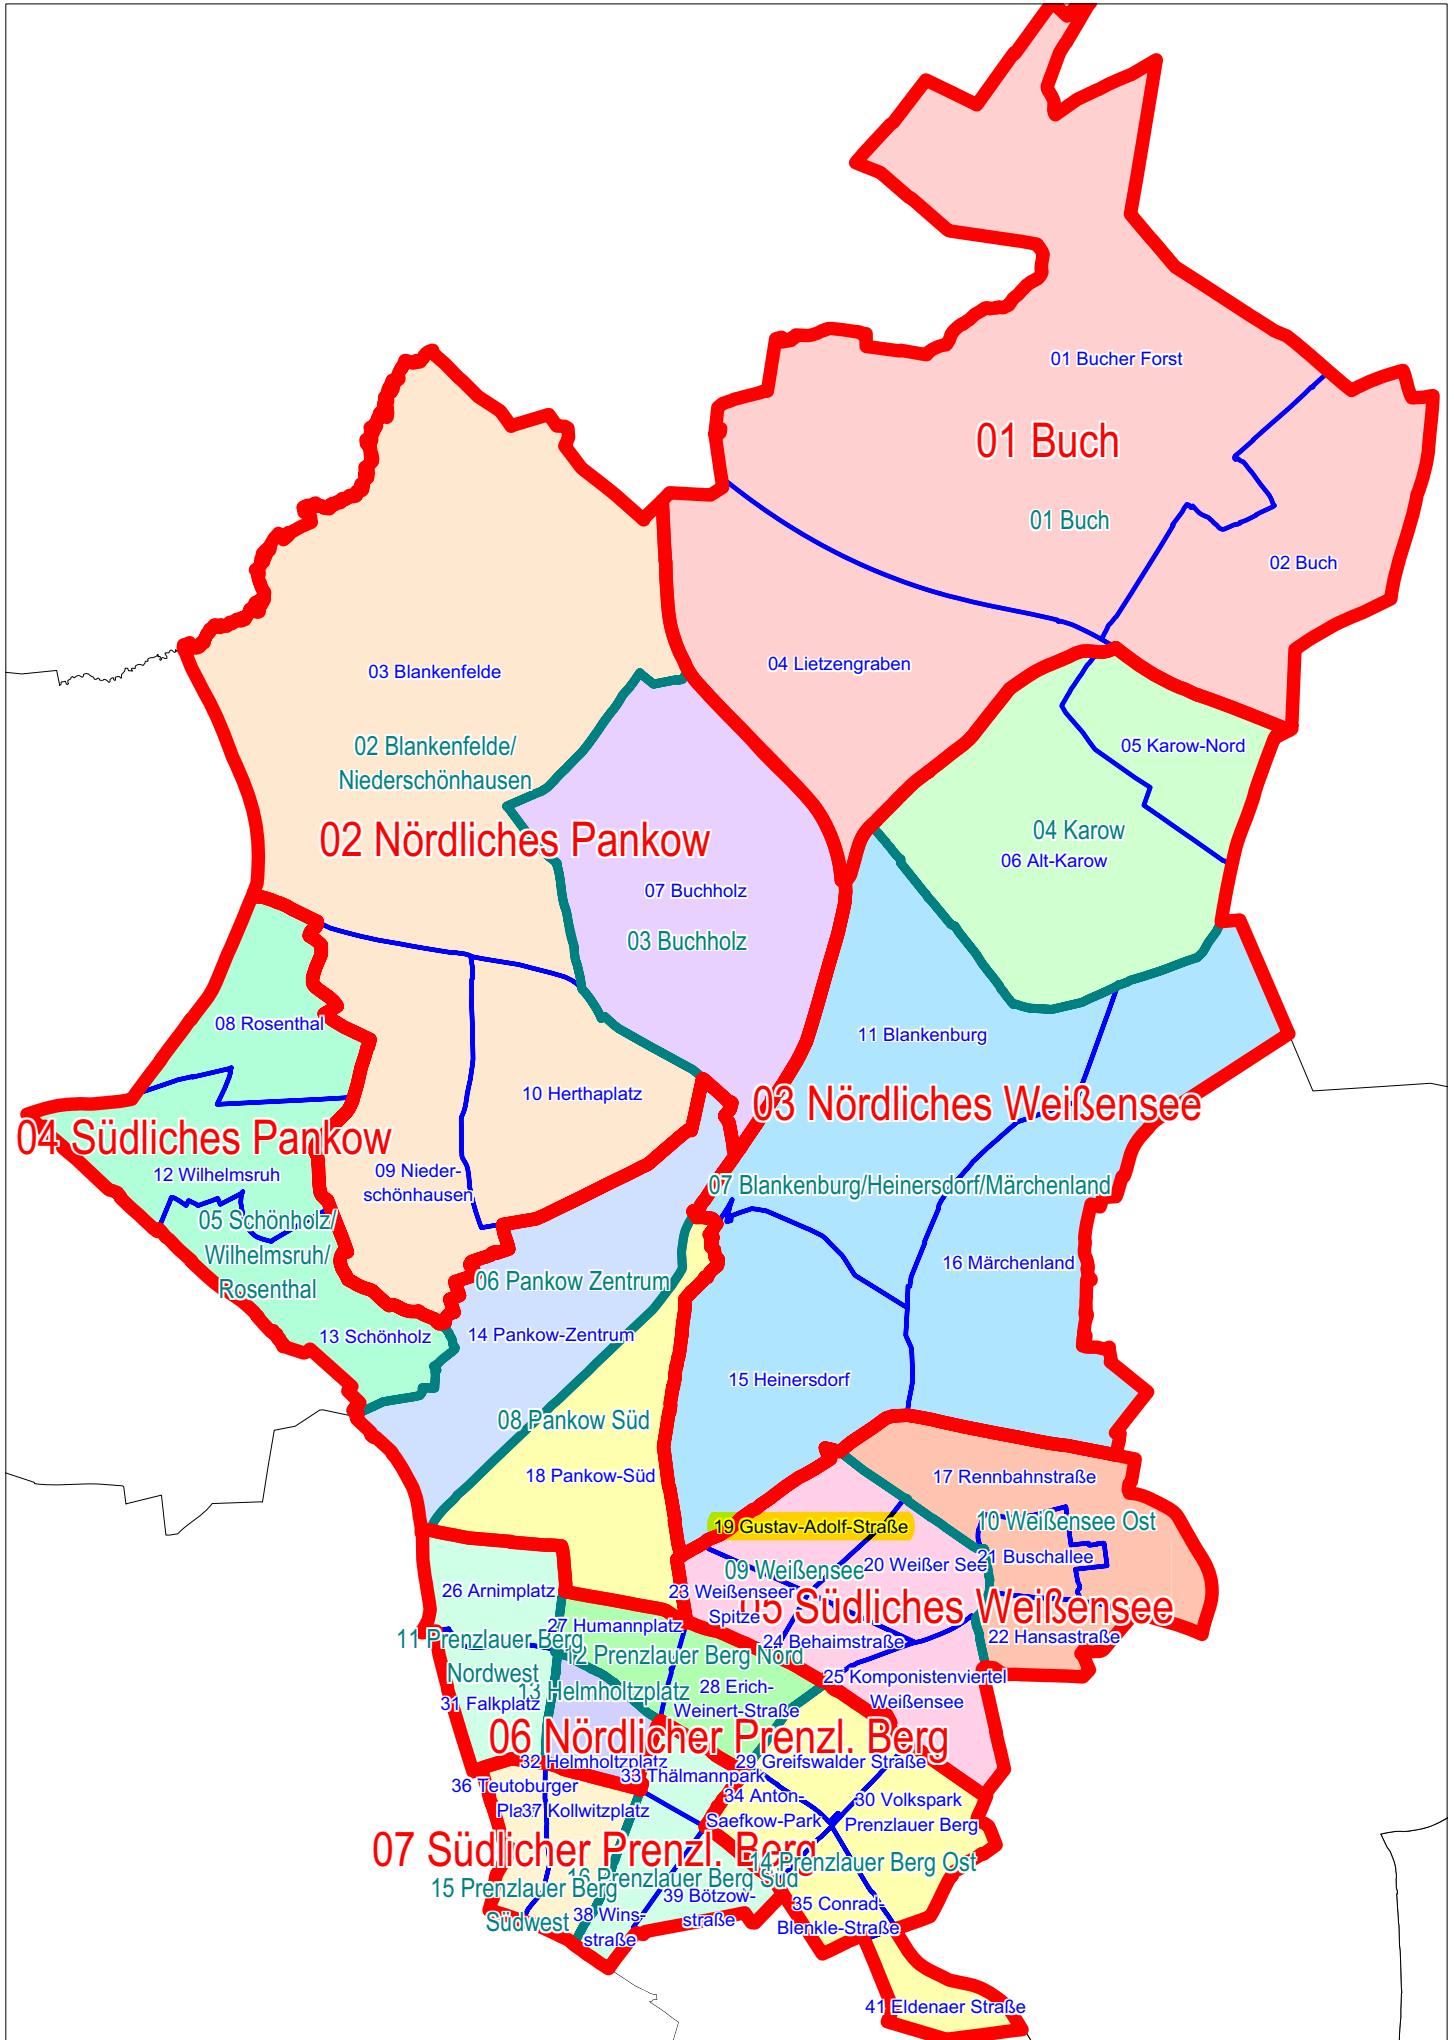 01 Bucher Forst
01 Buch
01 Buch
02 Buch
04 Lietzengraben
03 Blankenfelde
02 Blankenfelde/
Niederschönhausen
05 Karow-Nord
02 Nördliches Pankow
04 Karow
06 Alt-Karow
07 Buchholz
03 Buchholz
08 Rosenthal
11 Blankenburg
10 Herthaplatz
03 Nördliches Weißensee
04 Südliches Pankow
12 Wilhelmsruh
09 Nieder-
schönhausen
07 Blankenburg/Heinersdorf/Märchenland
05 Schönholz/
Wilhelmsruh/
Rosenthal
16 Märchenland
06 Pankow Zentrum
13 Schönholz
14 Pankow-Zentrum
15 Heinersdorf
08 Pankow Süd
18 Pankow-Süd
17 Rennbahnstraße
19 Gustav-Adolf-Straße
10 Weißensee Ost
21 Buschallee
20 Weißer See
09 Weißensee
26 Arnimplatz
23 Weißenseer
Spitze
05 Südliches Weißensee
27 Humannplatz
24 Behaimstraße
22 Hansastraße
11 Prenzlauer Berg
Nordwest
12 Prenzlauer Berg Nord
25 Komponistenviertel
Weißensee
13 Helmholtzplatz
28 Erich-
Weinert-Straße
31 Falkplatz
06 Nördlicher Prenzl. Berg
32 Helmholtzplatz
29 Greifswalder Straße
33 Thälmannpark
36 Teutoburger
Platz
37 Kollwitzplatz
34 Anton-
Saefkow-Park
30 Volkspark
Prenzlauer Berg
07 Südlicher Prenzl. Berg
14 Prenzlauer Berg Ost
16 Prenzlauer Berg Süd
15 Prenzlauer Berg
Südwest
39 Bötzow-
straße
38 Wins-
straße
35 Conrad-
Blenkle-Straße
41 Eldenaer Straße